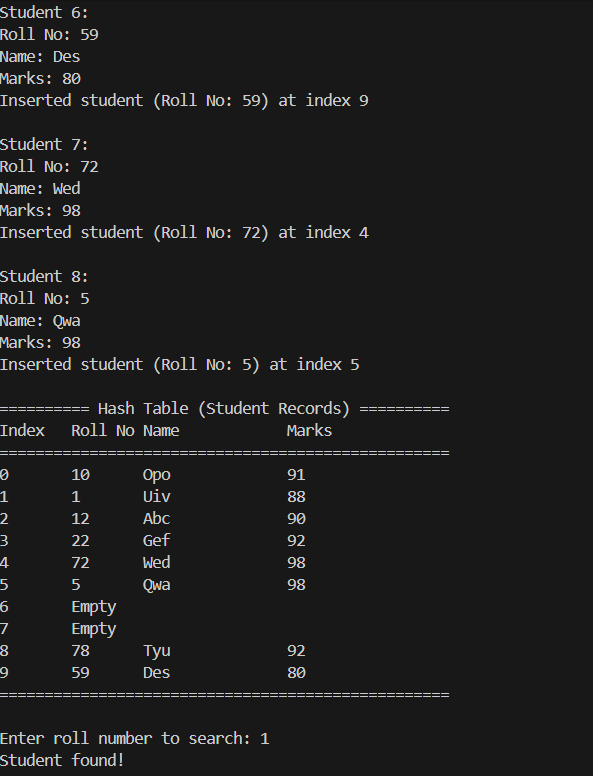 Student 6:
Roll No: 59
Name: Des
Marks: 80
Inserted student (Roll No: 59) at index 9
Student 7:
Roll No: 72
Name: Wed
Marks: 98
Inserted student (Roll No: 72) at index 4
Student 8:
Roll No: 5
Name: Qwa
Marks: 98
Inserted student (Roll No: 5) at index 5
========== Hash Table (Student Records) ==========
Index Roll No Name Marks
==================================================
0 10 Opo 91
1 1 Uiv 88
2 12 Abc 90
3 22 Gef 92
4 72 Wed 98
5 5 Qwa 98
6 Empty
7 Empty
8 78 Tyu 92
9 59 Des 80
==================================================
Enter roll number to search: 1
Student found!